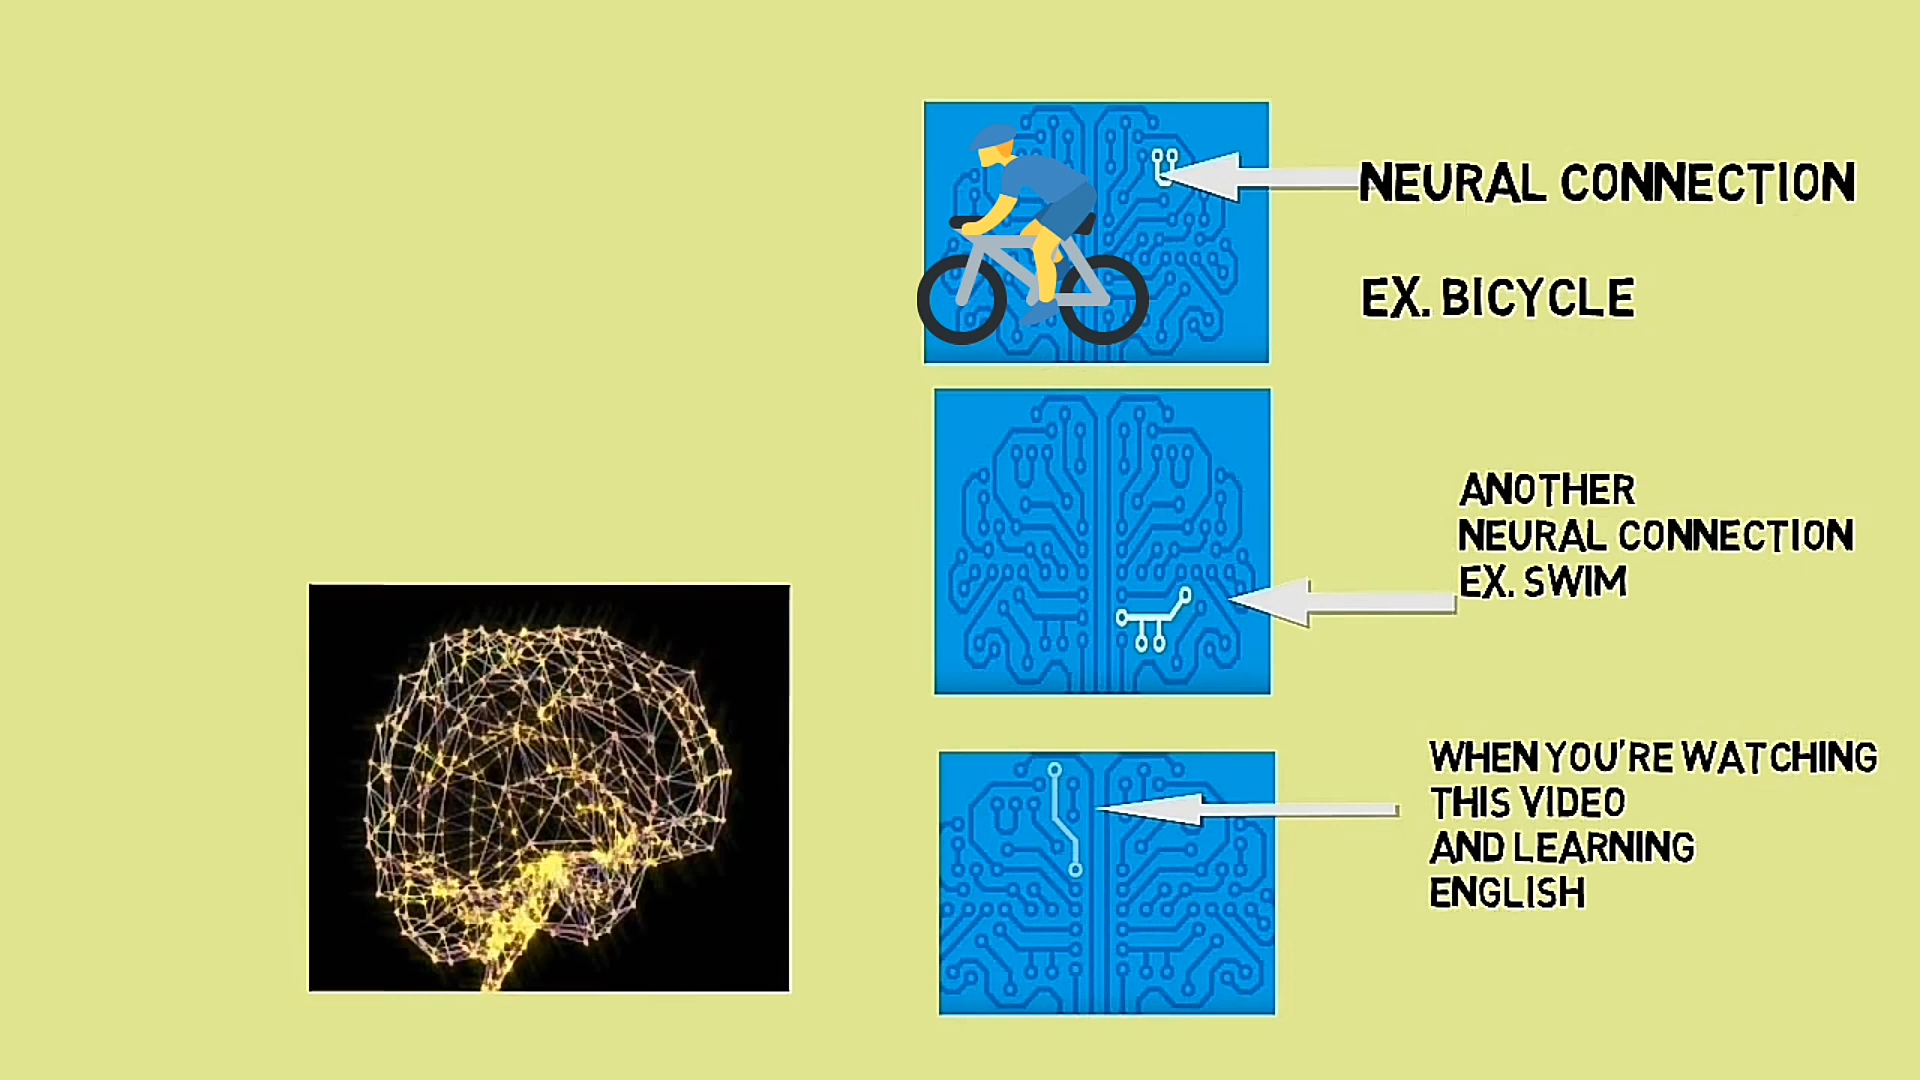 NEURAL CONNECTION
EX. BICYCLE
ANOTHER
NEURAL CONNECTION
EX. SWIM
WHEN YOU'RE WATCHING
THIS VIDEO
AND LEARNING
ENGLISH